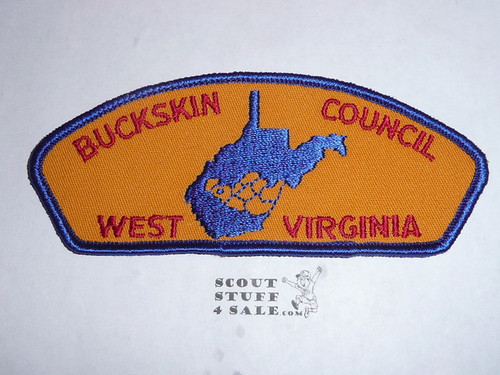 BUCKSKIN COUNCIL
WEST VIRGINIA
SCOUT
STUFF
4 SALE.COM